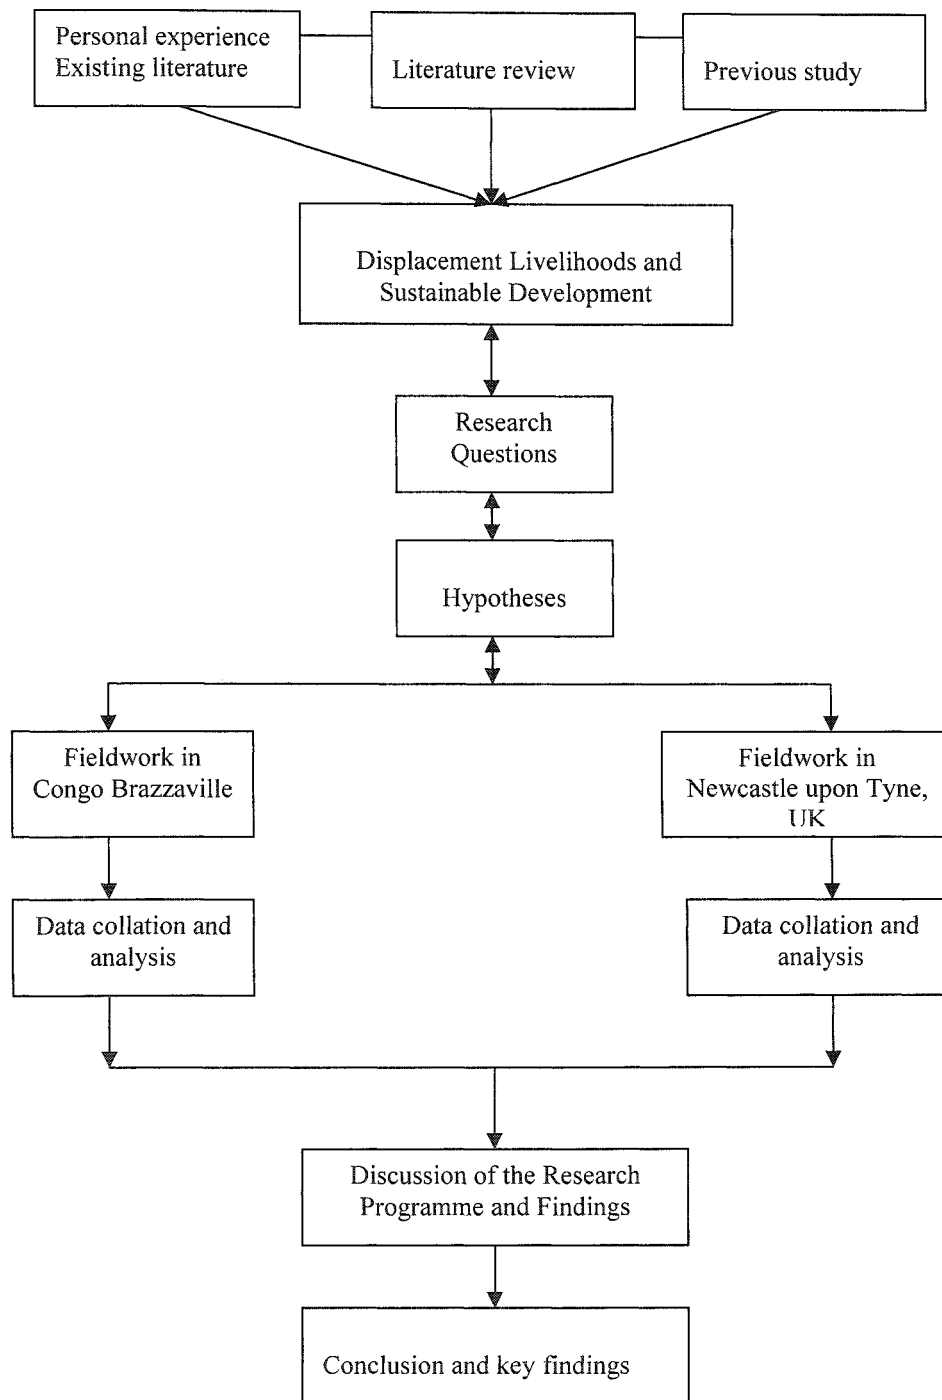 Personal experience
Existing literature
Literature review
Previous study
Displacement Livelihoods and
Sustainable Development
Research
Questions
Hypotheses
Fieldwork in
Congo Brazzaville
Fieldwork in
Newcastle upon Tyne,
UK
Data collation and
analysis
Data collation and
analysis
Discussion of the Research
Programme and Findings
Conclusion and key findings